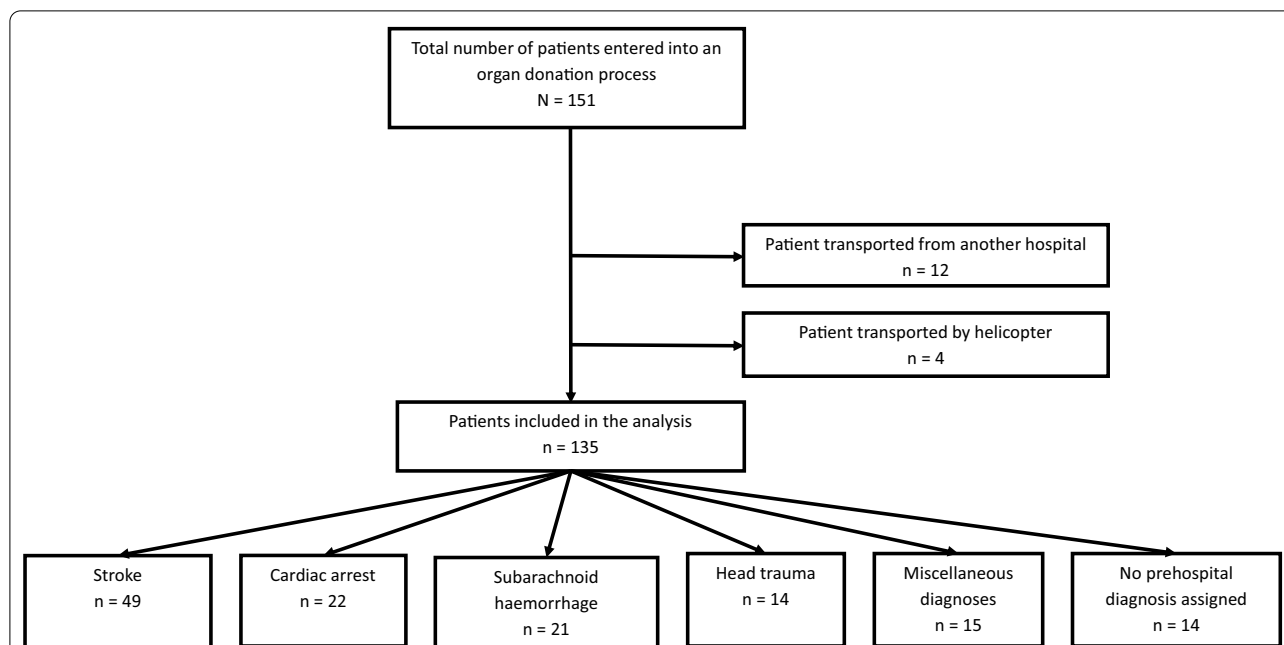 Total number of patients entered into an
organ donation process
N = 151
Patient transported from another hospital
n = 12
Patient transported by helicopter
n = 4
Patients included in the analysis
n = 135
Stroke
n = 49
Cardiac arrest
n = 22
Subarachnoid
haemorrhage
n = 21
Head trauma
n = 14
Miscellaneous
diagnoses
n = 15
No prehospital
diagnosis assigned
n = 14